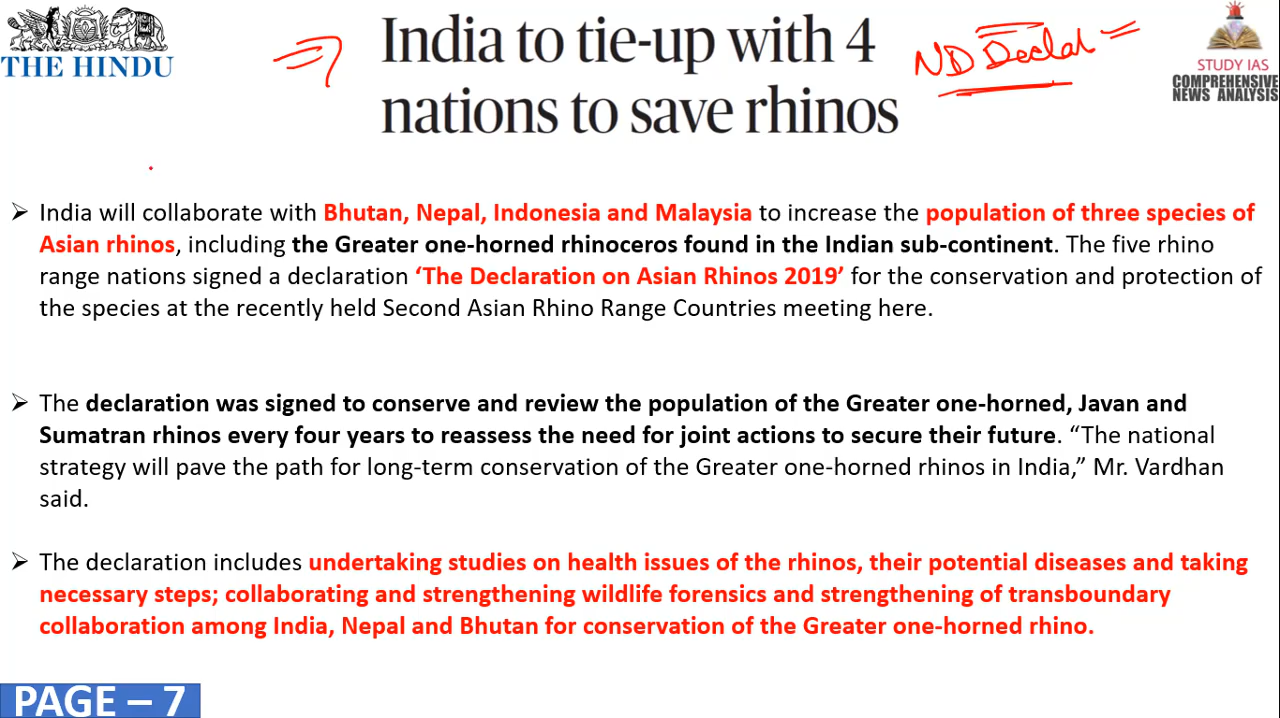 THE HINDU
India to tie-up with 4
nations to save rhinos
ND Declar
STUDY IAS
COMPREHENSIVE
NEWS ANALYSIS
➢ India will collaborate with Bhutan, Nepal, Indonesia and Malaysia to increase the population of three species of
Asian rhinos, including the Greater one-horned rhinoceros found in the Indian sub-continent. The five rhino
range nations signed a declaration ‘The Declaration on Asian Rhinos 2019’ for the conservation and protection of
the species at the recently held Second Asian Rhino Range Countries meeting here.
➢ The declaration was signed to conserve and review the population of the Greater one-horned, Javan and
Sumatran rhinos every four years to reassess the need for joint actions to secure their future. “The national
strategy will pave the path for long-term conservation of the Greater one-horned rhinos in India,” Mr. Vardhan
said.
➢ The declaration includes undertaking studies on health issues of the rhinos, their potential diseases and taking
necessary steps; collaborating and strengthening wildlife forensics and strengthening of transboundary
collaboration among India, Nepal and Bhutan for conservation of the Greater one-horned rhino.
PAGE – 7